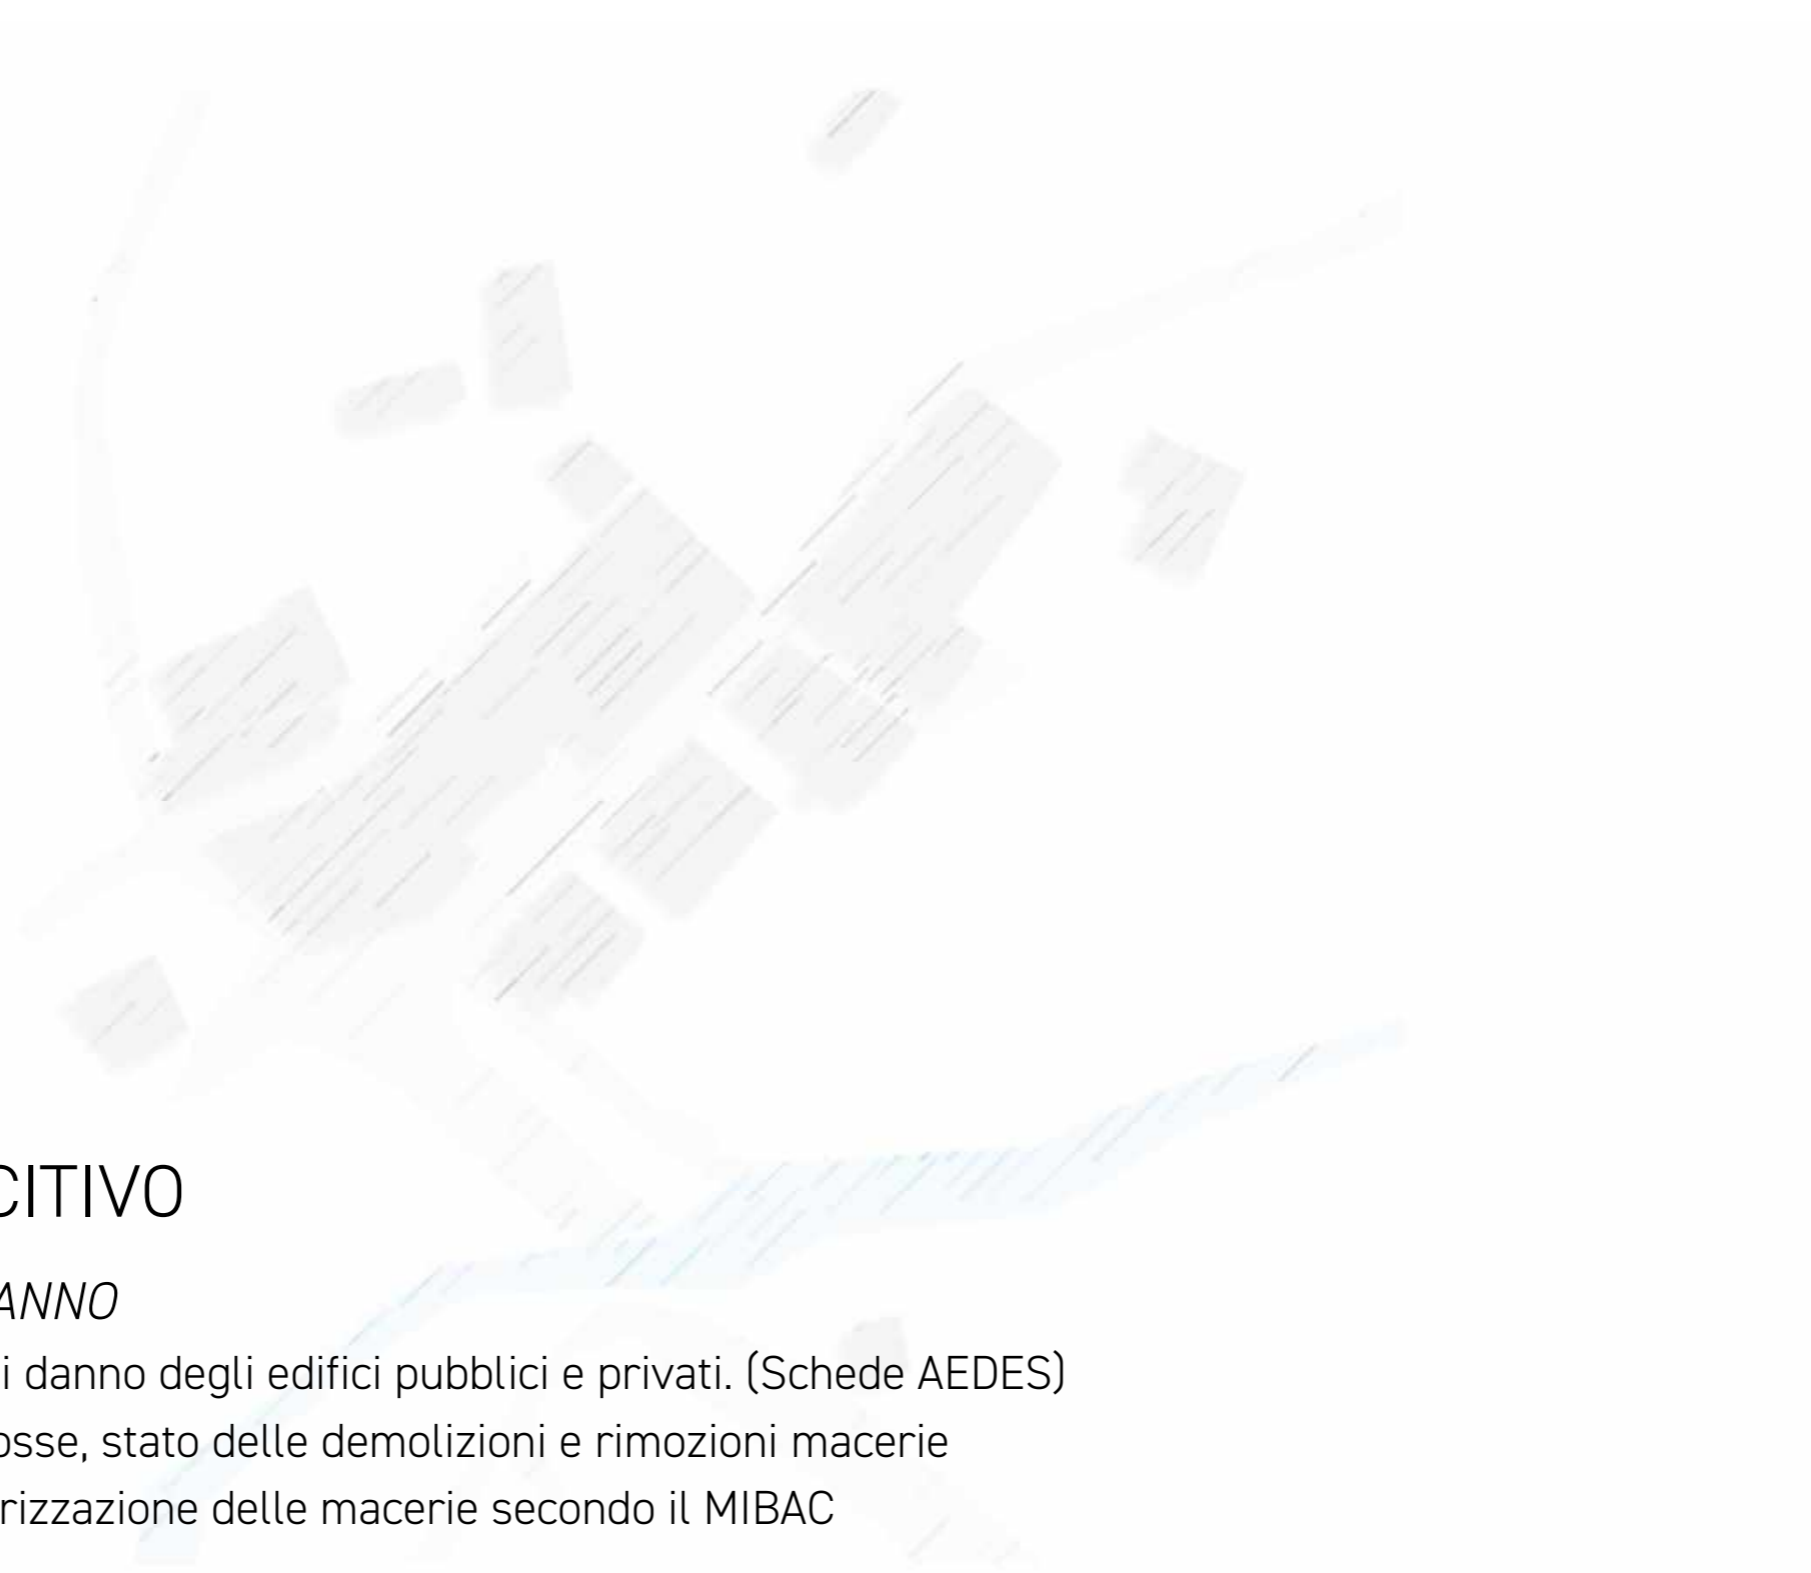 CITIVO
ANNO
i danno degli edifici pubblici e privati. (Schede AEDES)
osse, stato delle demolizioni e rimozioni macerie
rizzazione delle macerie secondo il MIBAC